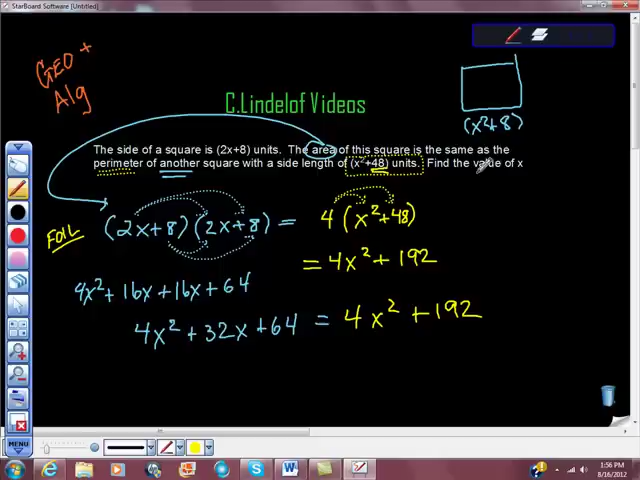 StarBoard Software [Untitled]
GEO +
Alg
C.Lindelof Videos
(x²+8)
The side of a square is (2x+8) units. The area of this square is the same as the
perimeter of another square with a side length of (x²+48) units. Find the value of x
FOIL
(2x+8)(2x+8) = 4(x²+48)
= 4x²+192
4x²+16x+16x+64
4x²+32x+64 = 4x²+192
MENU
1:56 PM
8/16/2012